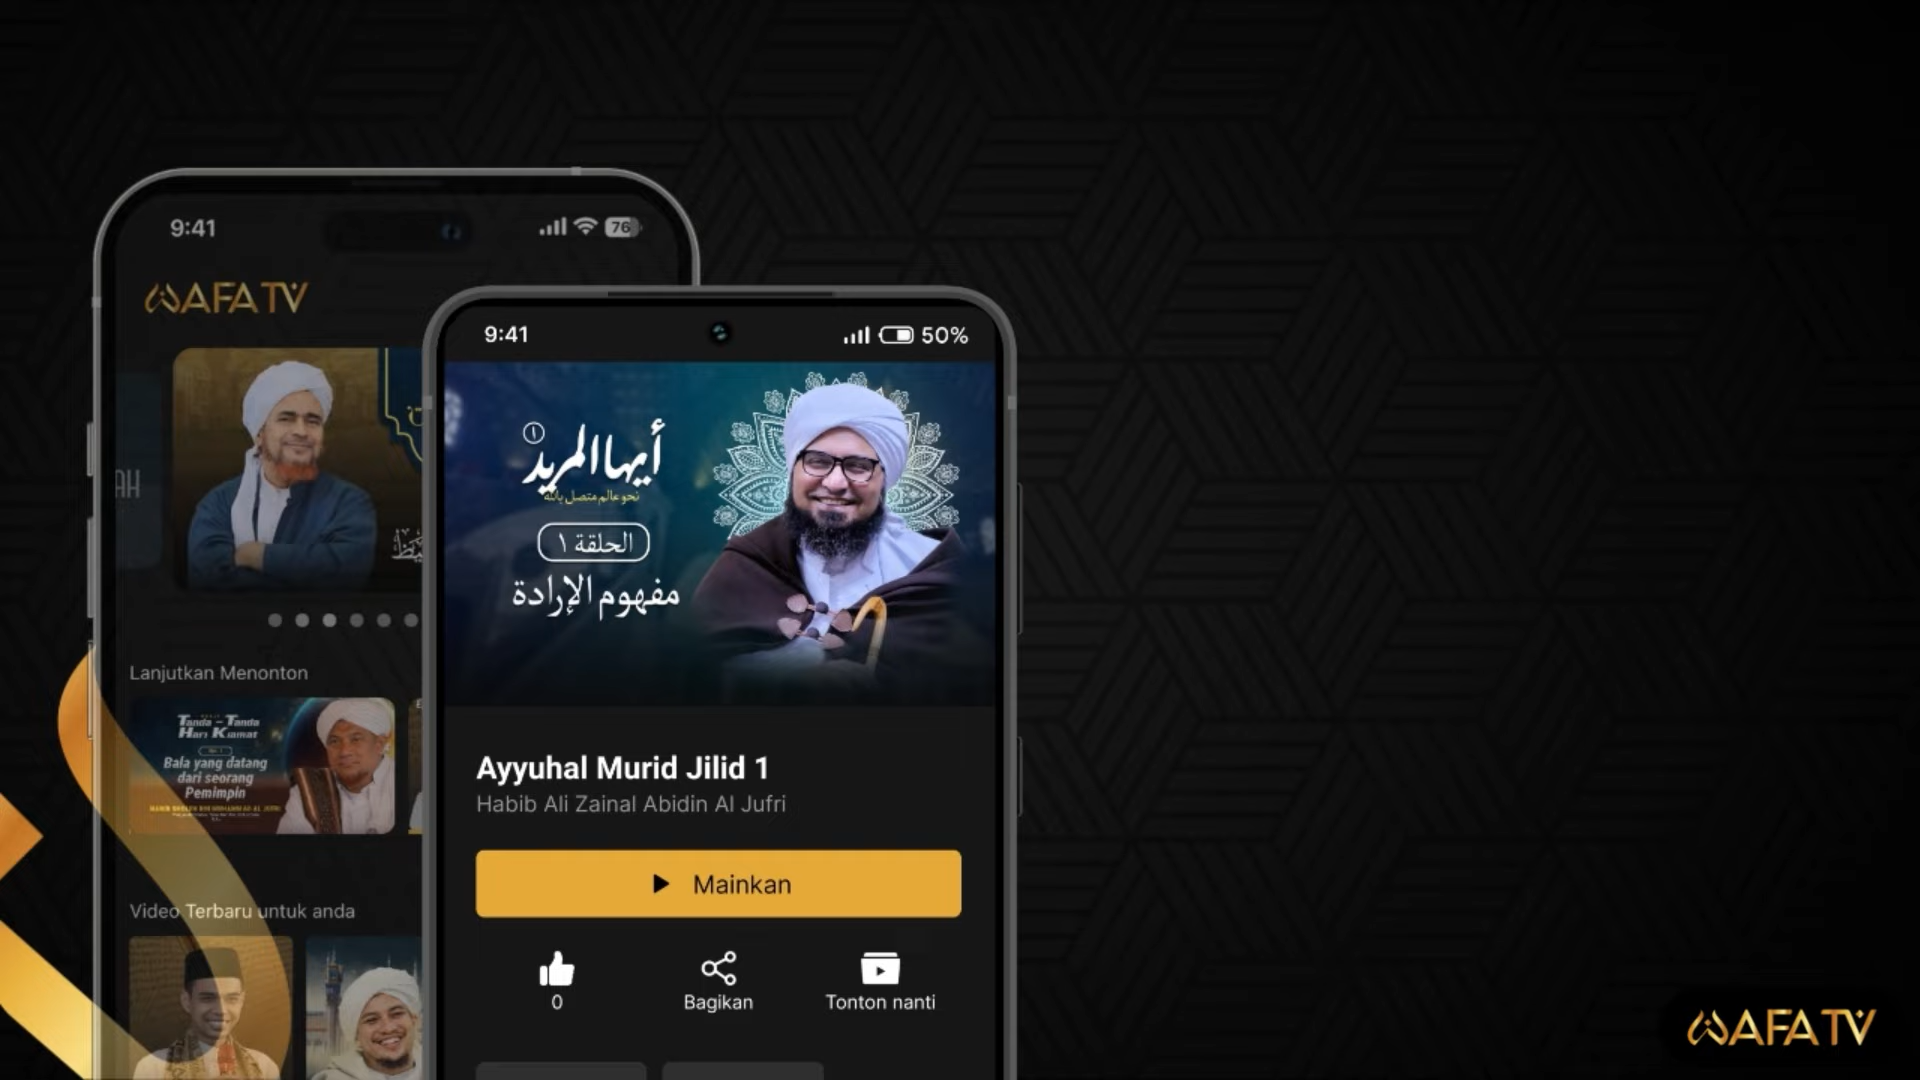 9:41
76
WAFA TV
AH
Lanjutkan Menonton
Tanda - Tanda
Hari Kiamat
Bala yang datang
dari seorang
Pemimpin
Video Terbaru untuk anda
9:41
50%
أيها المريد
١
نحو عالم متصل بالله
الحلقة ١
مفهوم الإرادة
Ayyuhal Murid Jilid 1
Habib Ali Zainal Abidin Al Jufri
Mainkan
0
Bagikan
Tonton nanti
WAFA TV